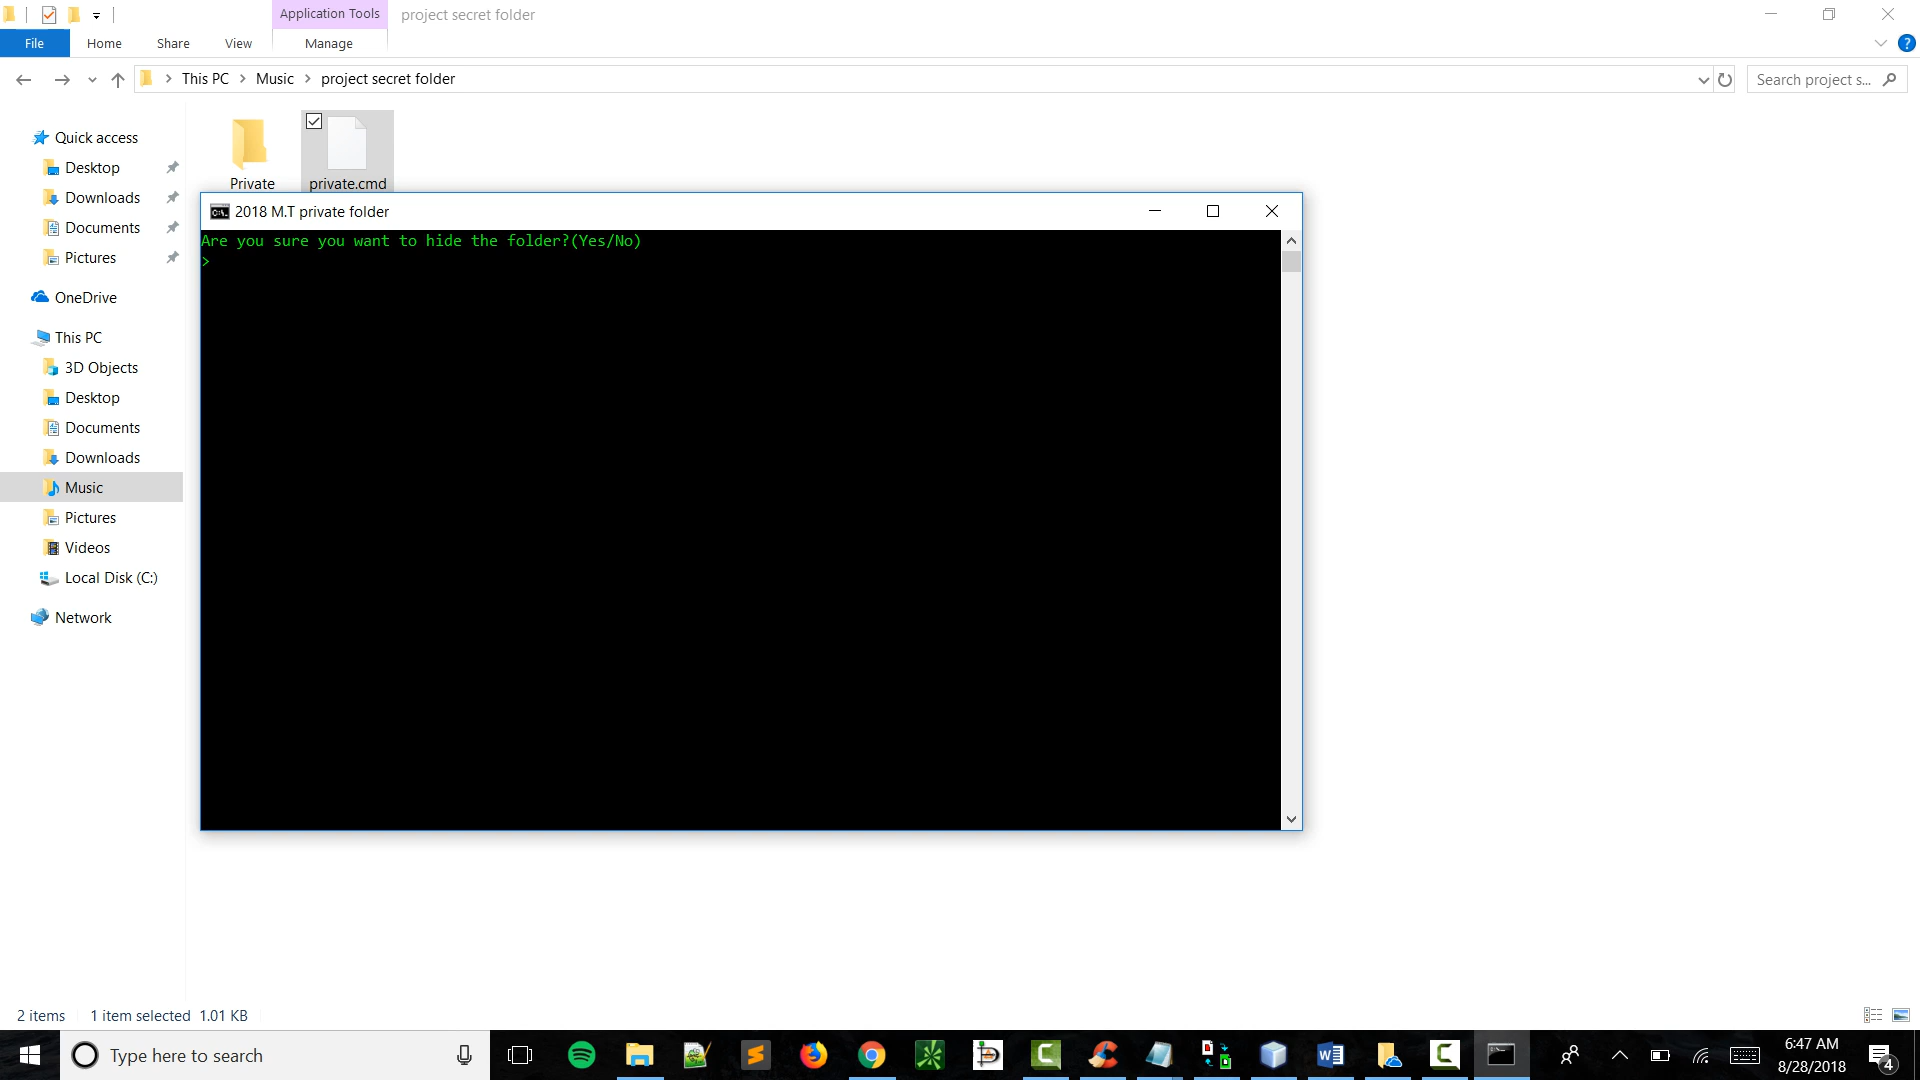 Application Tools
project secret folder
File
Home
Share
View
Manage
This PC
Music
project secret folder
Search project s...
Quick access
Desktop
Downloads
Documents
Pictures
OneDrive
This PC
3D Objects
Desktop
Documents
Downloads
Music
Pictures
Videos
Local Disk (C:)
Network
Private
private.cmd
2018 M.T private folder
Are you sure you want to hide the folder?(Yes/No)
>
2 items
1 item selected 1.01 KB
Type here to search
6:47 AM
8/28/2018
4